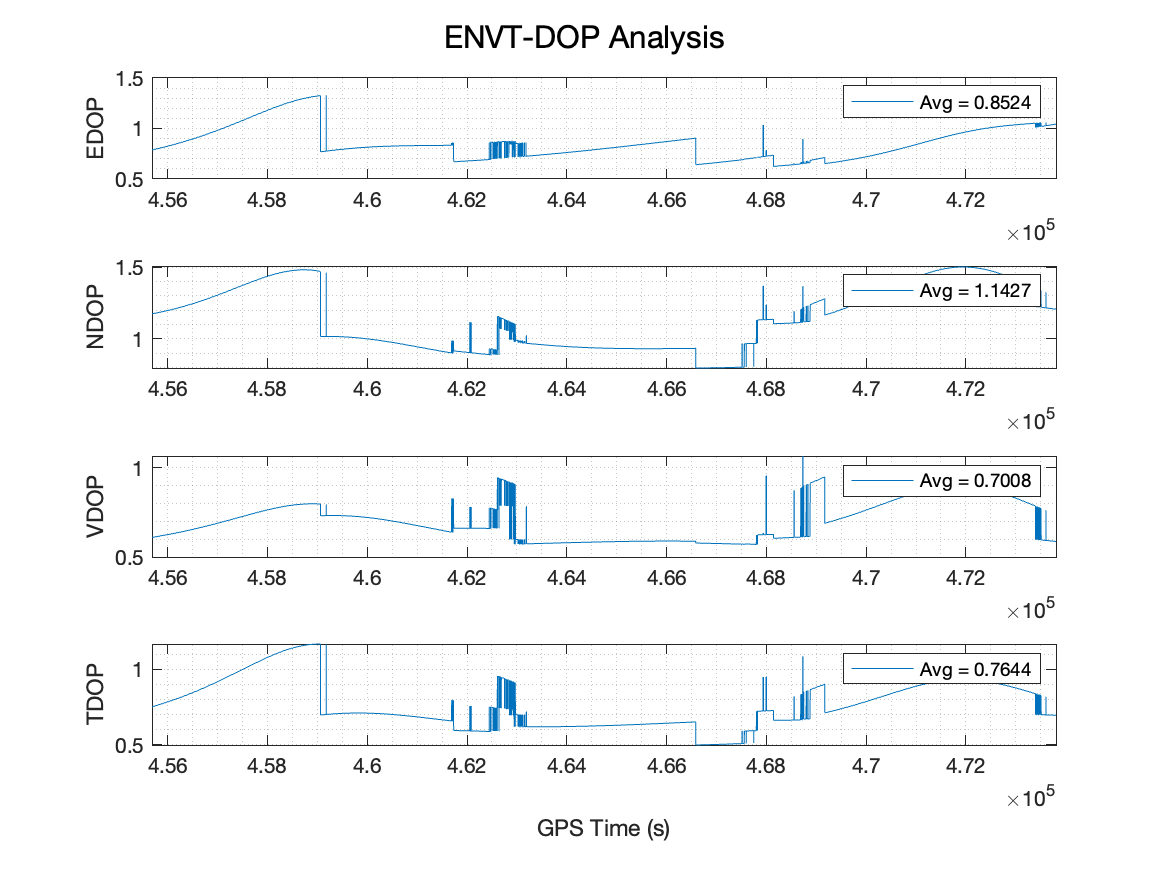 ENVT-DOP Analysis
EDOP
1.5
1
0.5
Avg = 0.8524
4.56 4.58 4.6 4.62 4.64 4.66 4.68 4.7 4.72
×10^5
NDOP
1.5
1
Avg = 1.1427
4.56 4.58 4.6 4.62 4.64 4.66 4.68 4.7 4.72
×10^5
VDOP
1
0.5
Avg = 0.7008
4.56 4.58 4.6 4.62 4.64 4.66 4.68 4.7 4.72
×10^5
TDOP
1
0.5
Avg = 0.7644
4.56 4.58 4.6 4.62 4.64 4.66 4.68 4.7 4.72
×10^5
GPS Time (s)